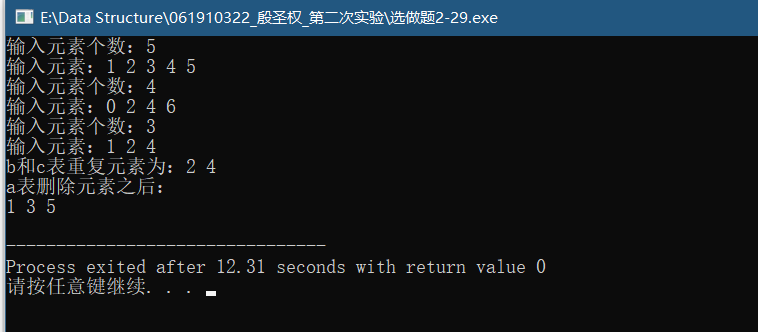 E:\Data Structure\061910322_殷圣权_第二次实验\选做题2-29.exe
输入元素个数：5
输入元素：1 2 3 4 5
输入元素个数：4
输入元素：0 2 4 6
输入元素个数：3
输入元素：1 2 4
b和c表重复元素为：2 4
a表删除元素之后：
1 3 5
--------------------------------
Process exited after 12.31 seconds with return value 0
请按任意键继续. . .